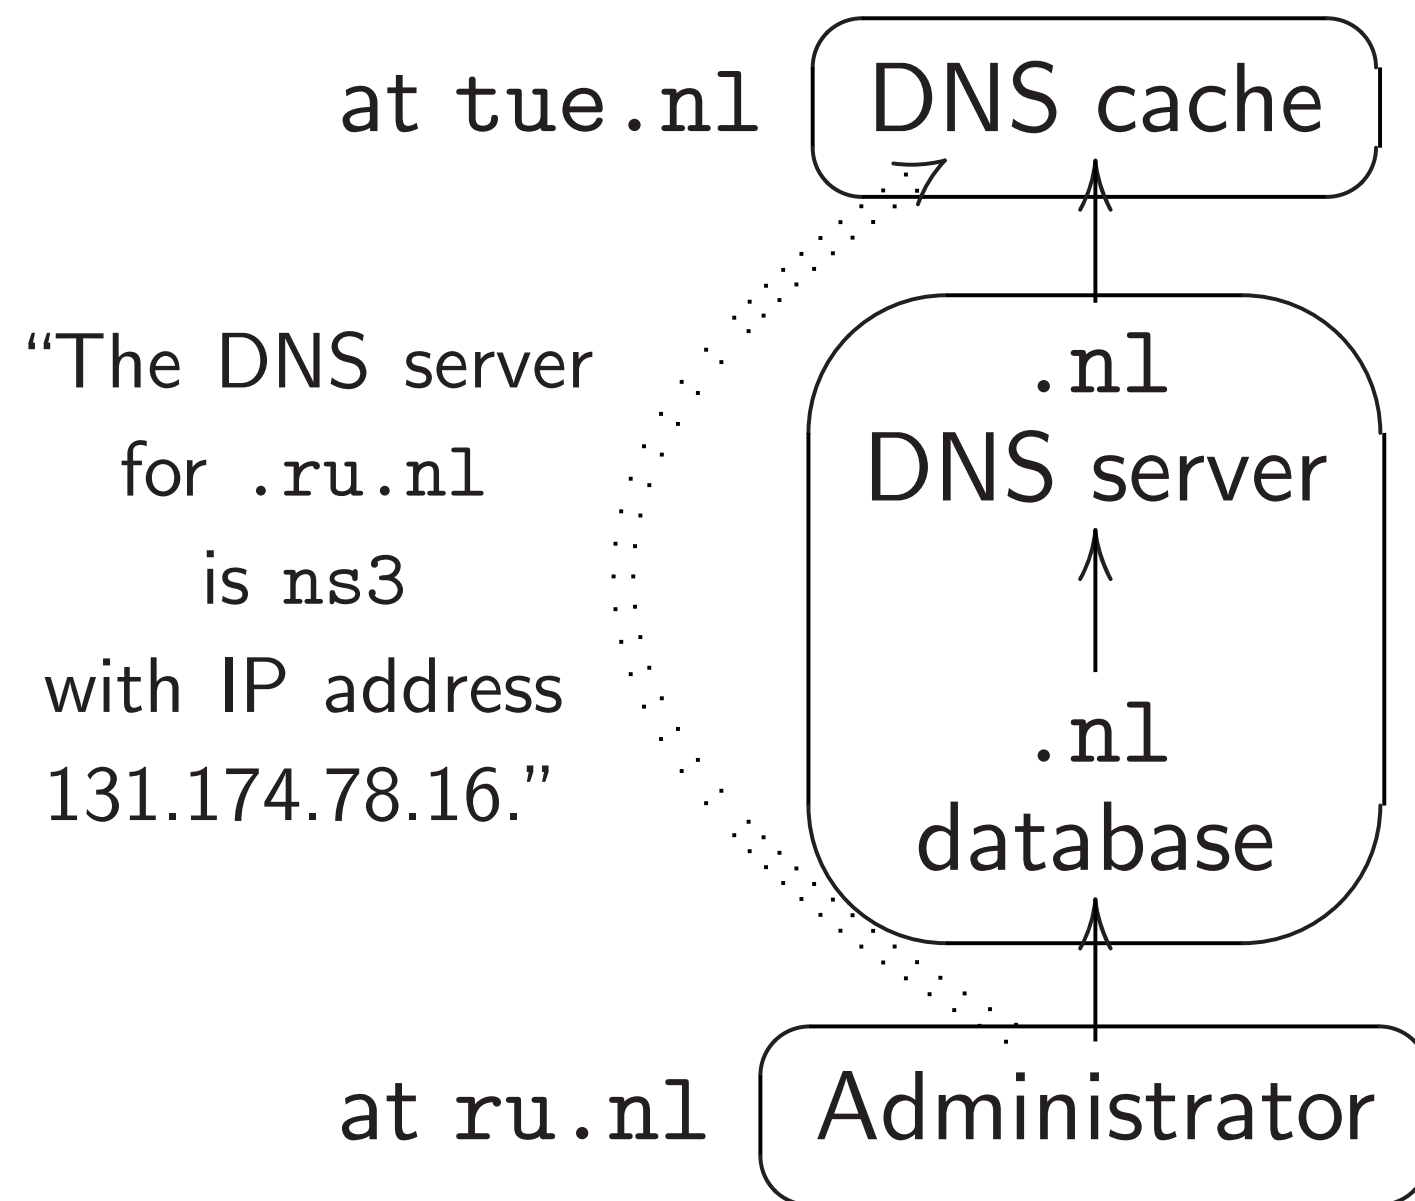 at tue.nl DNS cache
“The DNS server
for .ru.nl
is ns3
with IP address
131.174.78.16.”
.nl
DNS server
.nl
database
at ru.nl Administrator